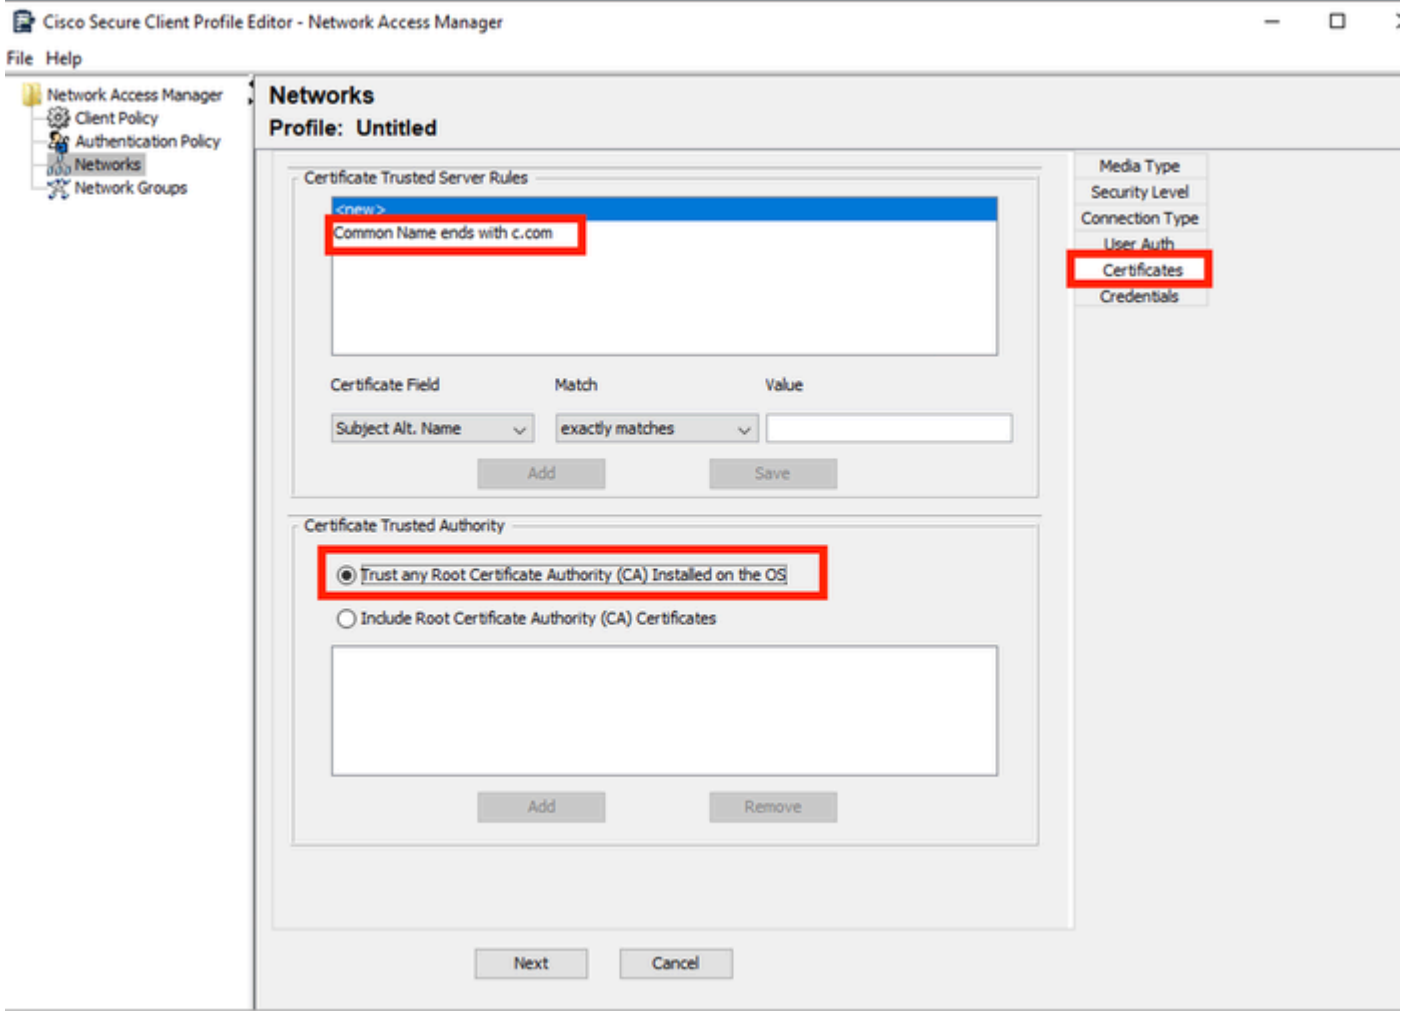 Cisco Secure Client Profile Editor - Network Access Manager
File Help
Network Access Manager
Client Policy
Authentication Policy
Networks
Network Groups
Networks
Profile: Untitled
Certificate Trusted Server Rules
<new>
Common Name ends with c.com
Certificate Field Match Value
Subject Alt. Name exactly matches
Add Save
Certificate Trusted Authority
Trust any Root Certificate Authority (CA) Installed on the OS
Include Root Certificate Authority (CA) Certificates
Add Remove
Next Cancel
Media Type
Security Level
Connection Type
User Auth
Certificates
Credentials